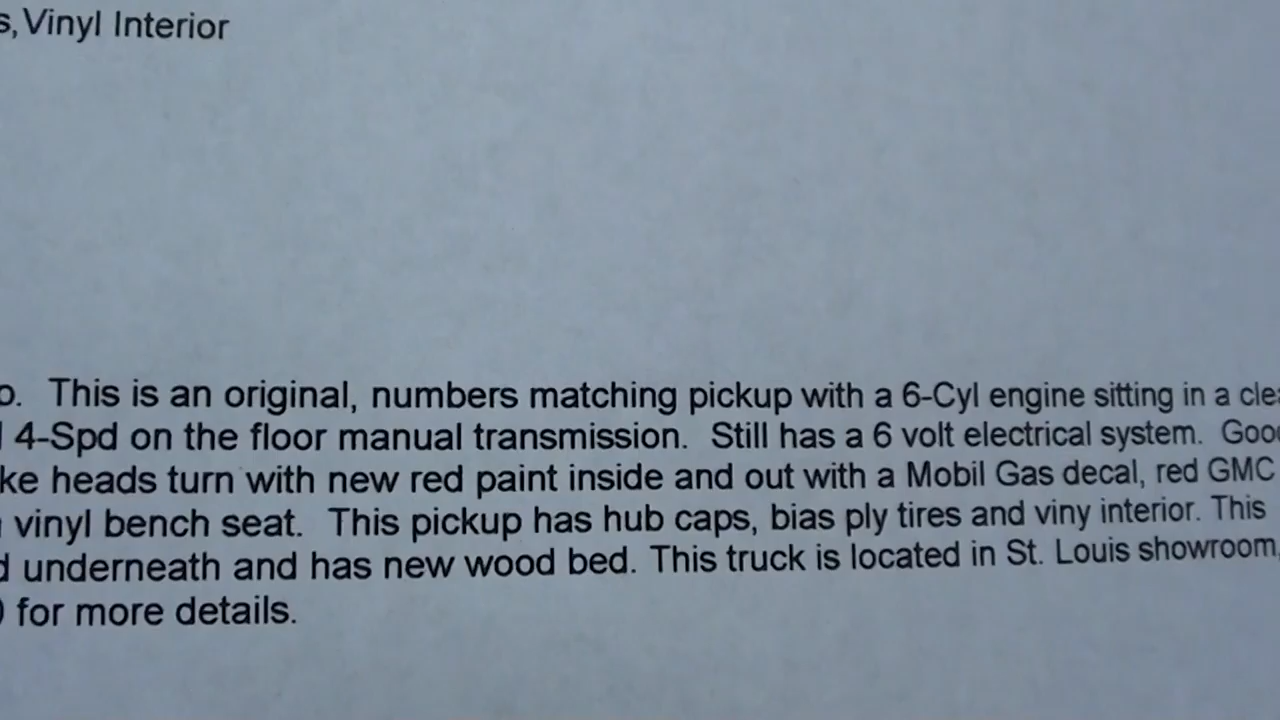 s, Vinyl Interior
o. This is an original, numbers matching pickup with a 6-Cyl engine sitting in a clea
4-Spd on the floor manual transmission. Still has a 6 volt electrical system. Good
ke heads turn with new red paint inside and out with a Mobil Gas decal, red GMC
vinyl bench seat. This pickup has hub caps, bias ply tires and viny interior. This
d underneath and has new wood bed. This truck is located in St. Louis showroom,
) for more details.